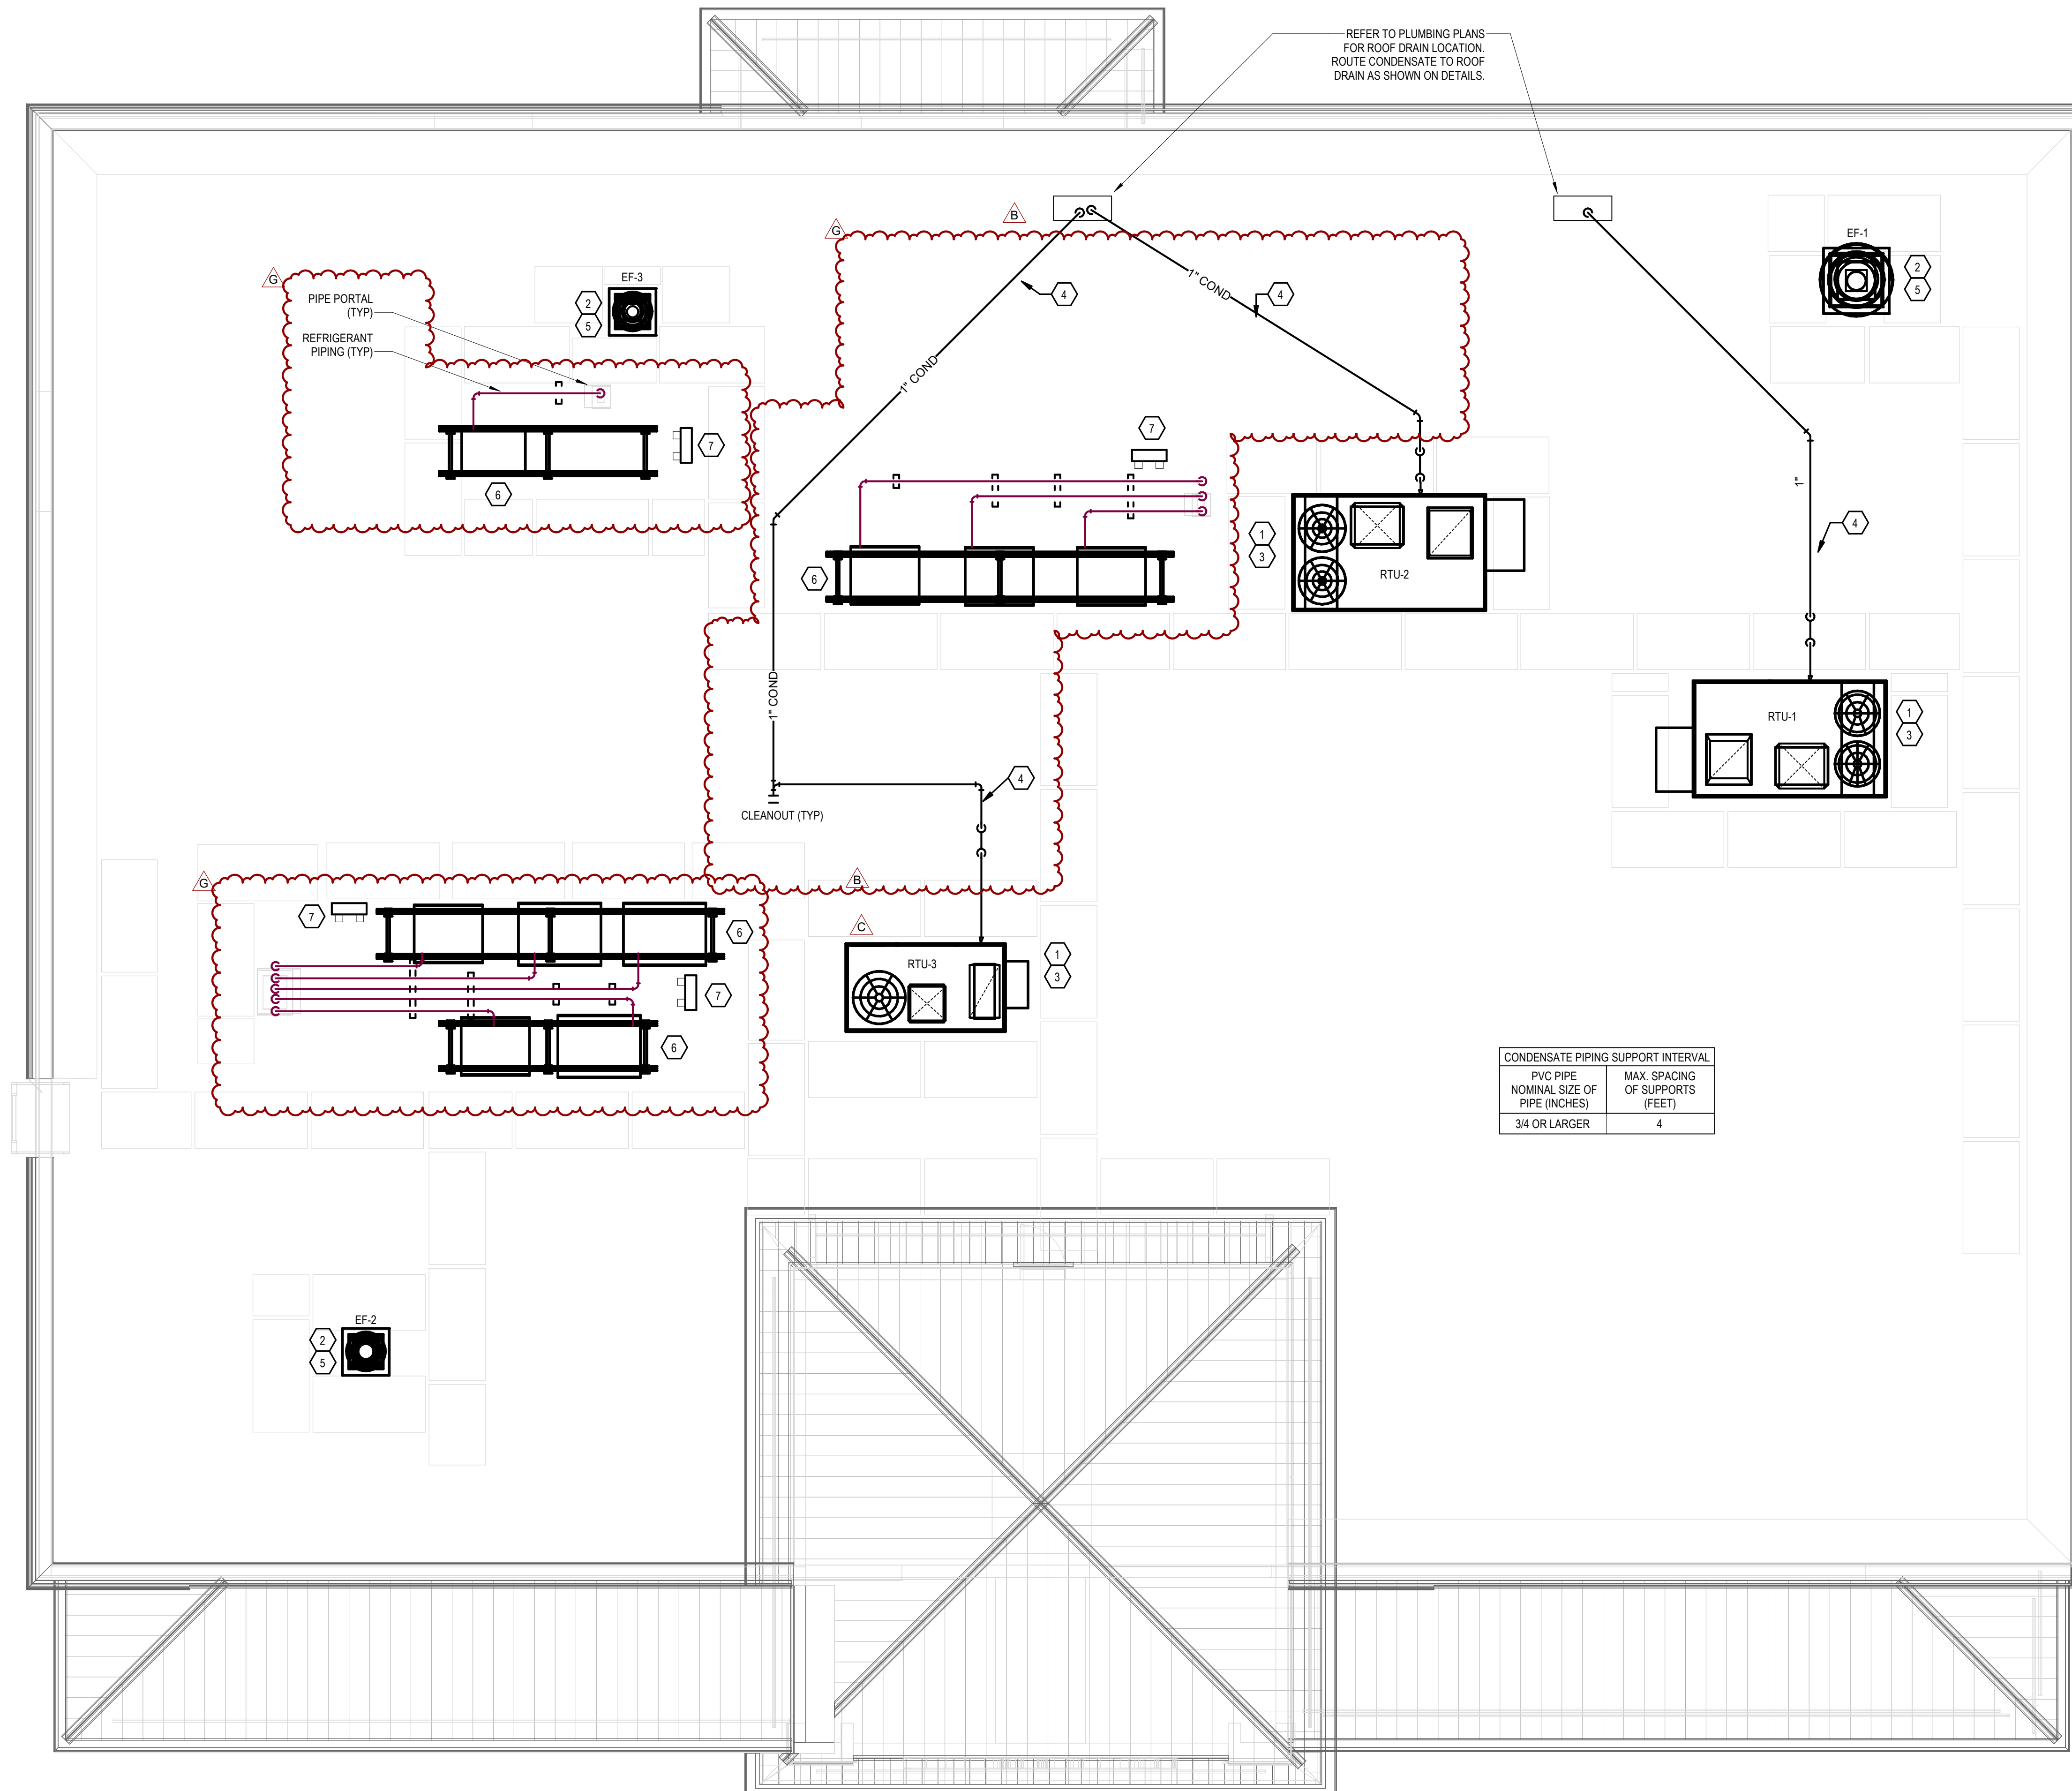 REFER TO PLUMBING PLANS
FOR ROOF DRAIN LOCATION.
ROUTE CONDENSATE TO ROOF
DRAIN AS SHOWN ON DETAILS.
B
G
EF-1
2
5
G
EF-3
2
5
PIPE PORTAL
(TYP)
REFRIGERANT
PIPING (TYP)
4
1" COND
4
1" COND
7
7
6
1"
4
1
3
RTU-2
6
1" COND
RTU-1
1
3
4
CLEANOUT (TYP)
G
B
7
6
C
RTU-3
1
3
7
6
CONDENSATE PIPING SUPPORT INTERVAL
PVC PIPE
NOMINAL SIZE OF
PIPE (INCHES)
MAX. SPACING
OF SUPPORTS
(FEET)
3/4 OR LARGER
4
EF-2
2
5